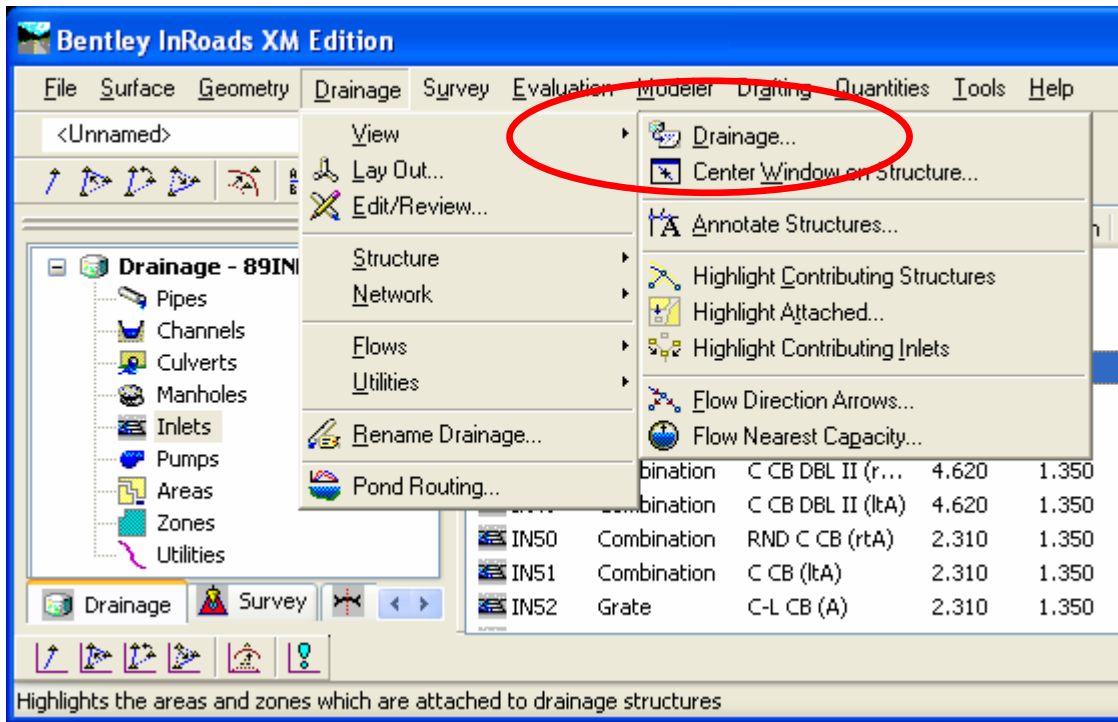 Bentley InRoads XM Edition
File Surface Geometry Drainage Survey Evaluation Modeler Drafting Quantities Tools Help
<Unnamed>
View
Lay Out...
Edit/Review...
Structure
Network
Flows
Utilities
Rename Drainage...
Pond Routing...
Drainage...
Center Window on Structure...
Annotate Structures...
Highlight Contributing Structures
Highlight Attached...
Highlight Contributing Inlets
Flow Direction Arrows...
Flow Nearest Capacity...
Drainage - 89IN
Pipes
Channels
Culverts
Manholes
Inlets
Pumps
Areas
Zones
Utilities
bination C CB DBL II (r... 4.620 1.350
Combination C CB DBL II (ltA) 4.620 1.350
IN50 Combination RND C CB (rtA) 2.310 1.350
IN51 Combination C CB (ltA) 2.310 1.350
IN52 Grate C-L CB (A) 2.310 1.350
Drainage Survey
Highlights the areas and zones which are attached to drainage structures